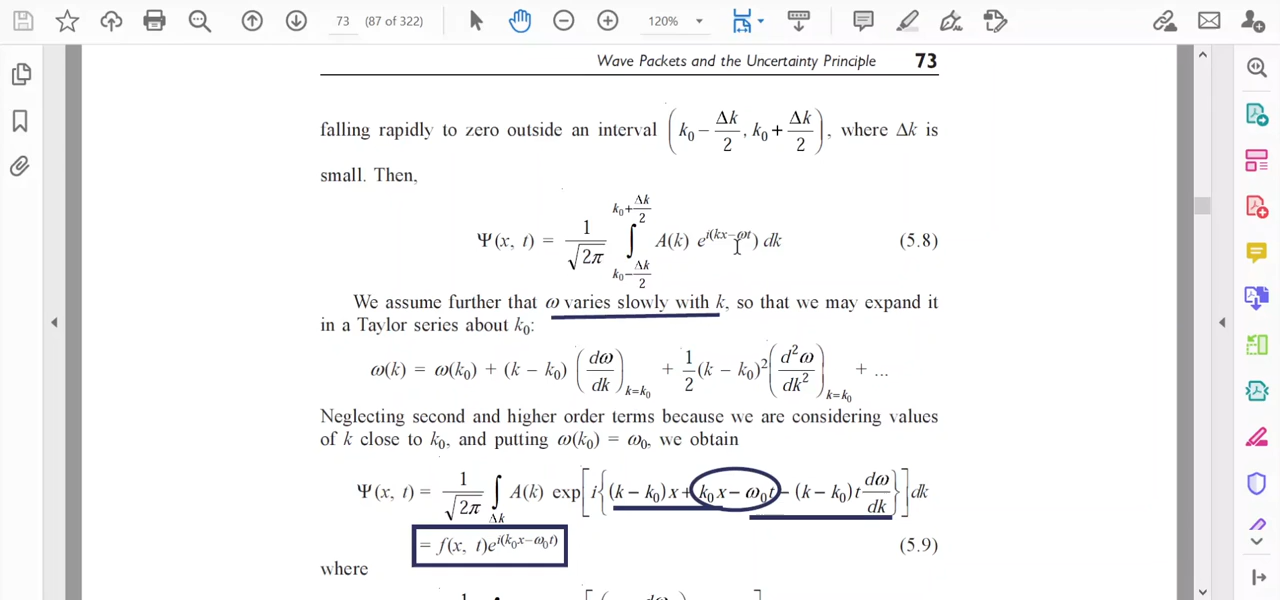 73 (87 of 322) 120%
Wave Packets and the Uncertainty Principle 73
falling rapidly to zero outside an interval (k₀ − Δk/2, k₀ + Δk/2), where Δk is
small. Then,
Ψ(x, t) = 1/√2π ∫_{k₀−Δk/2}^{k₀+Δk/2} A(k) e^{i(kx−ωt)} dk (5.8)
We assume further that ω varies slowly with k, so that we may expand it
in a Taylor series about k₀:
ω(k) = ω(k₀) + (k − k₀) (dω/dk)_{k=k₀} + 1/2 (k − k₀)² (d²ω/dk²)_{k=k₀} + ...
Neglecting second and higher order terms because we are considering values
of k close to k₀, and putting ω(k₀) = ω₀, we obtain
Ψ(x, t) = 1/√2π ∫_{Δk} A(k) exp[i{(k − k₀)x + k₀x − ω₀t − (k − k₀)t dω/dk}]dk
= f(x, t)e^{i(k₀x−ω₀t)} (5.9)
where